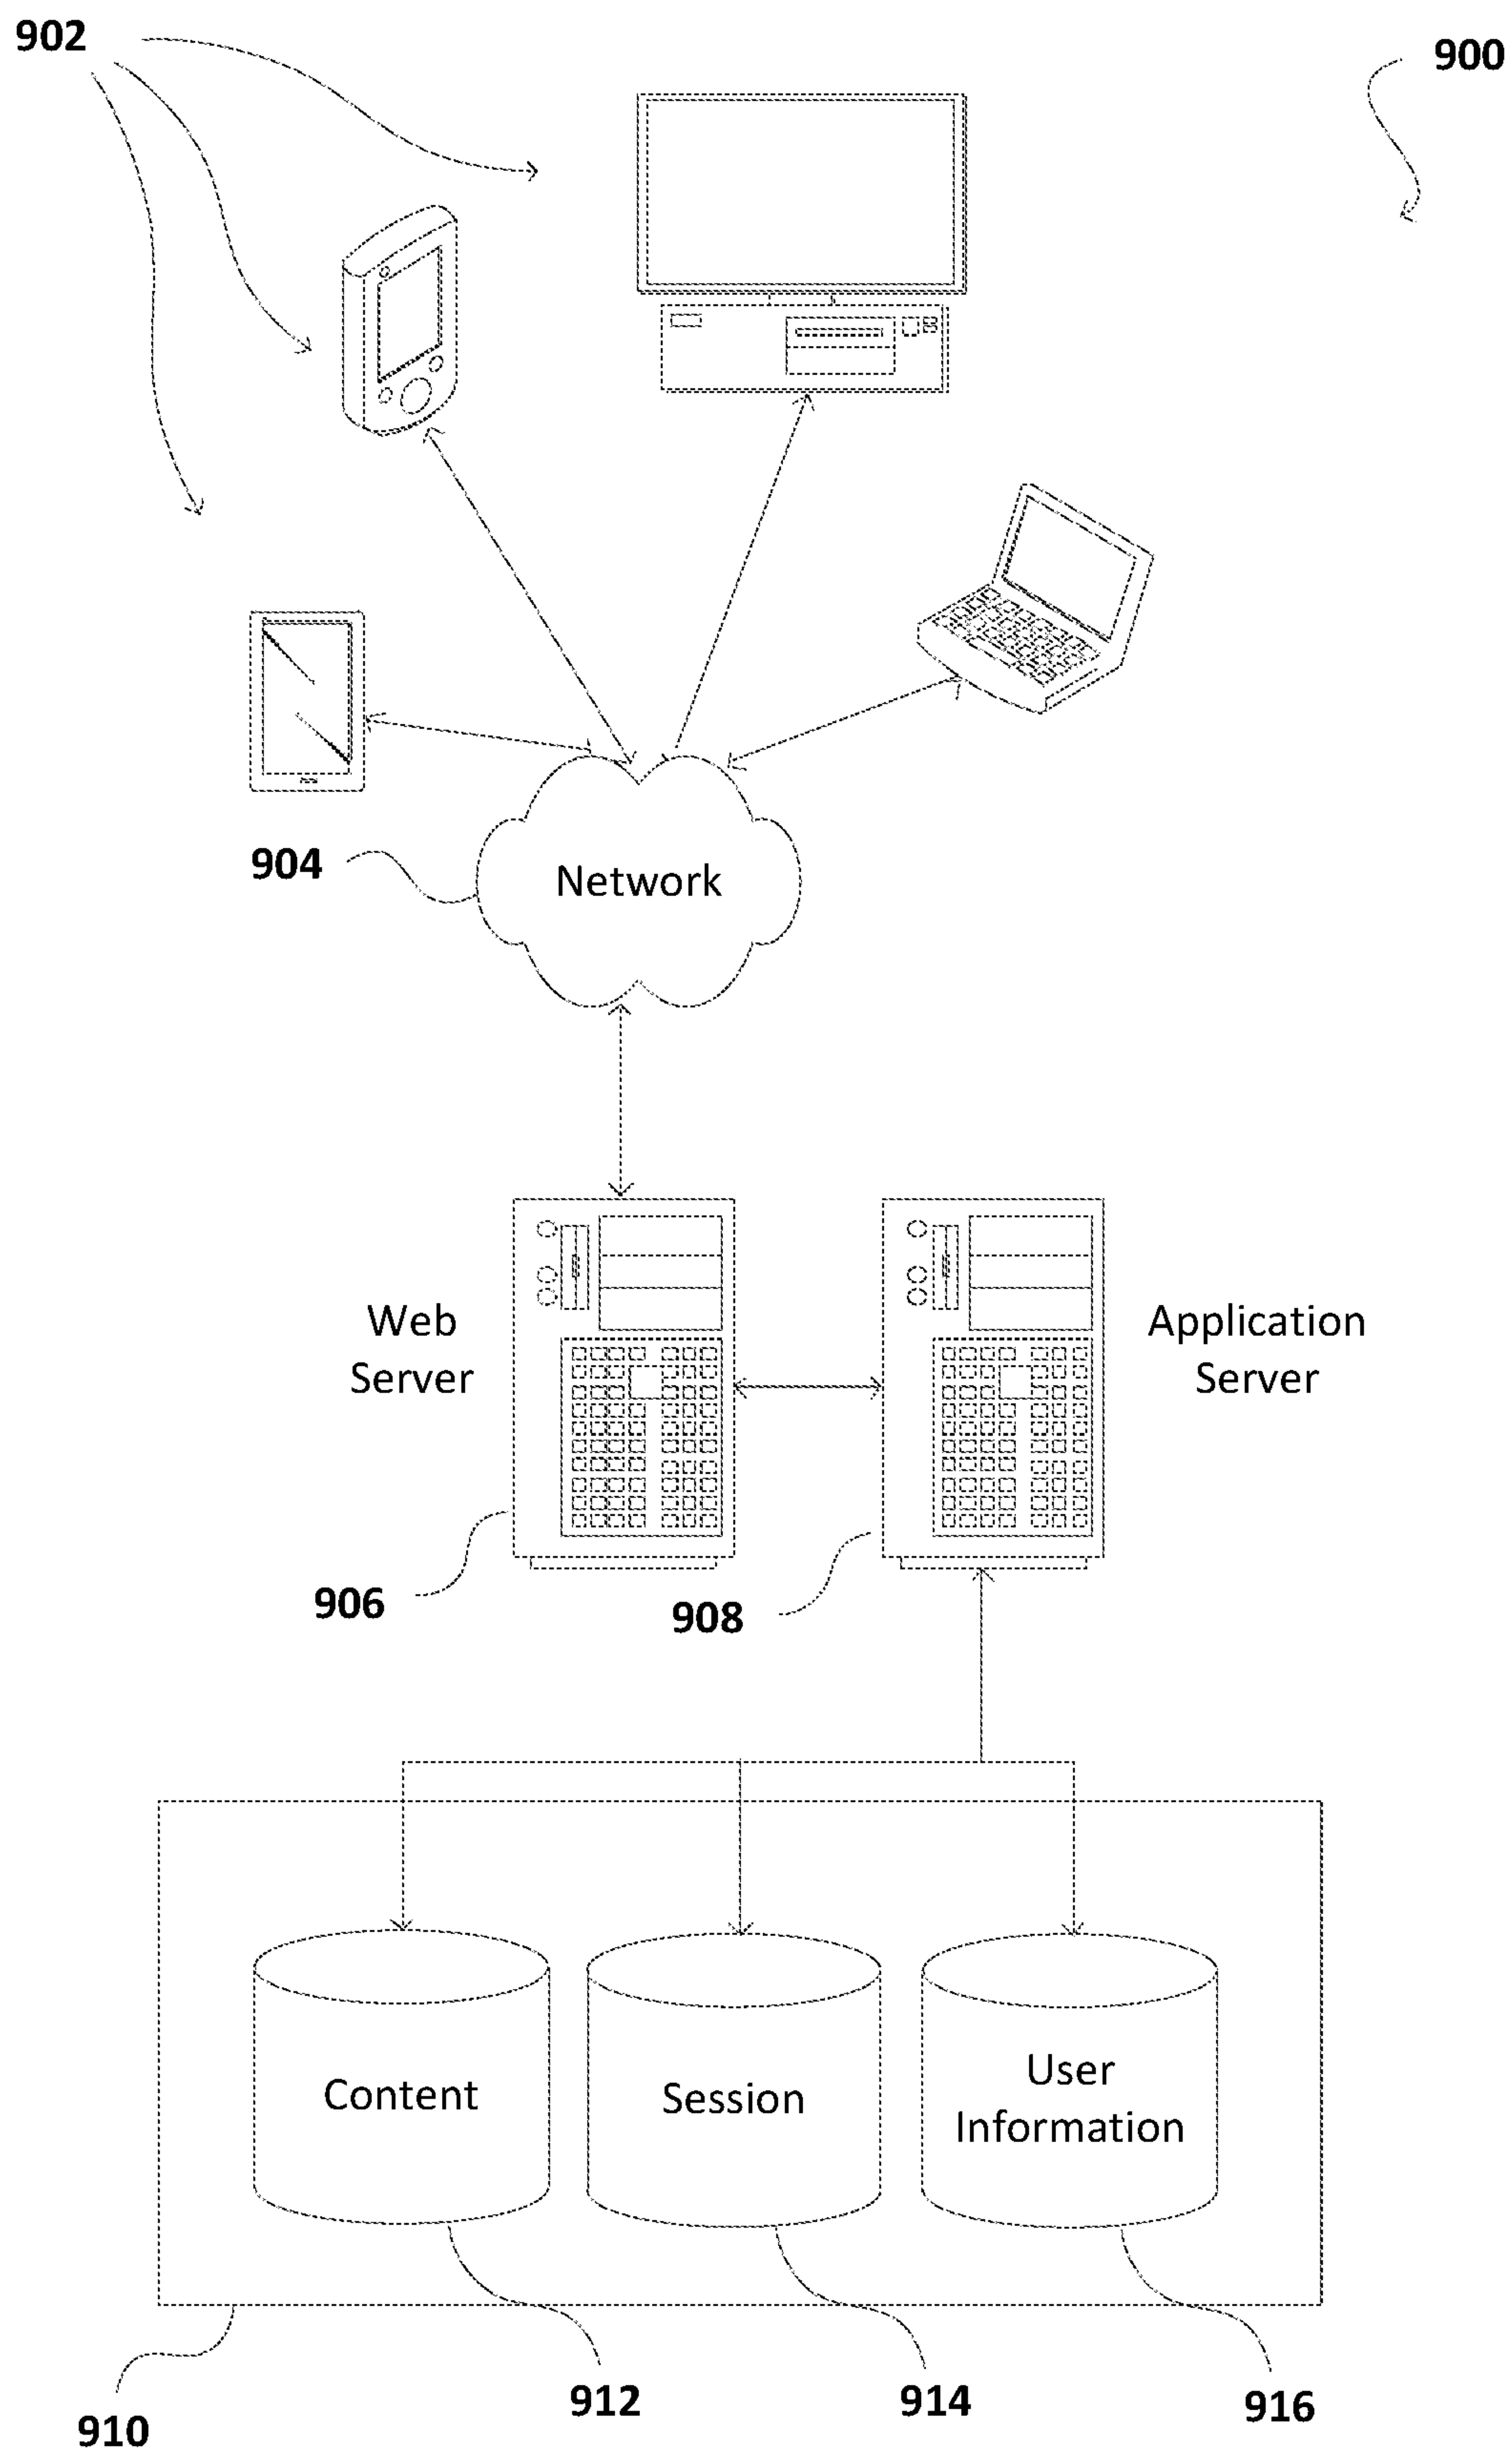 902
900
904
Network
Web
Server
Application
Server
906
908
Content
Session
User
Information
912
914
916
910